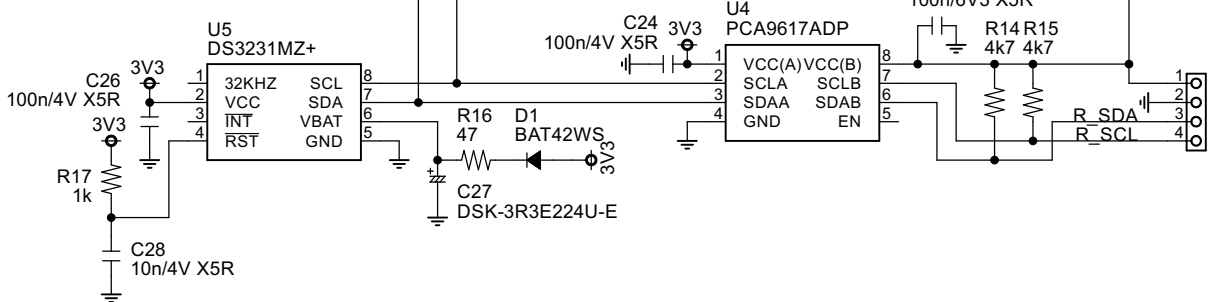 100n/6V3 X5R
U4
PCA9617ADP
C24
100n/4V X5R
3V3
R14 R15
4k7 4k7
1 VCC(A) VCC(B) 8
2 SCLA SCLB 7
3 SDAA SDAB 6
4 GND EN 5
1
2
R_SDA 3
R_SCL 4
U5
DS3231MZ+
3V3
C26
100n/4V X5R
1 32KHZ SCL 8
2 VCC SDA 7
3 INT VBAT 6
4 RST GND 5
3V3
R17
1k
C28
10n/4V X5R
R16
47
D1
BAT42WS
3V3
+
C27
DSK-3R3E224U-E